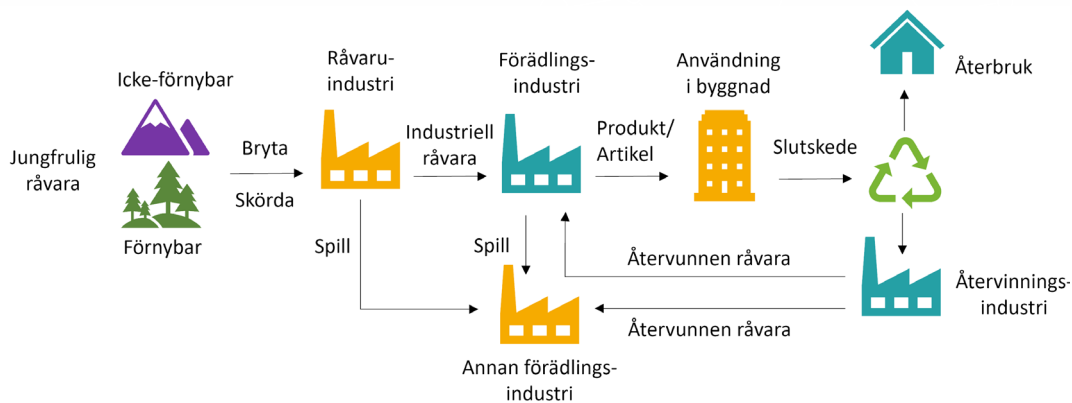 Jungfrulig
råvara
Icke-förnybar
Förnybar
Bryta
Skörda
Råvaru-
industri
Spill
Industriell
råvara
Förädlings-
industri
Spill
Produkt/
Artikel
Användning
i byggnad
Slutskede
Återbruk
Återvinnings-
industri
Återvunnen råvara
Återvunnen råvara
Annan förädlings-
industri